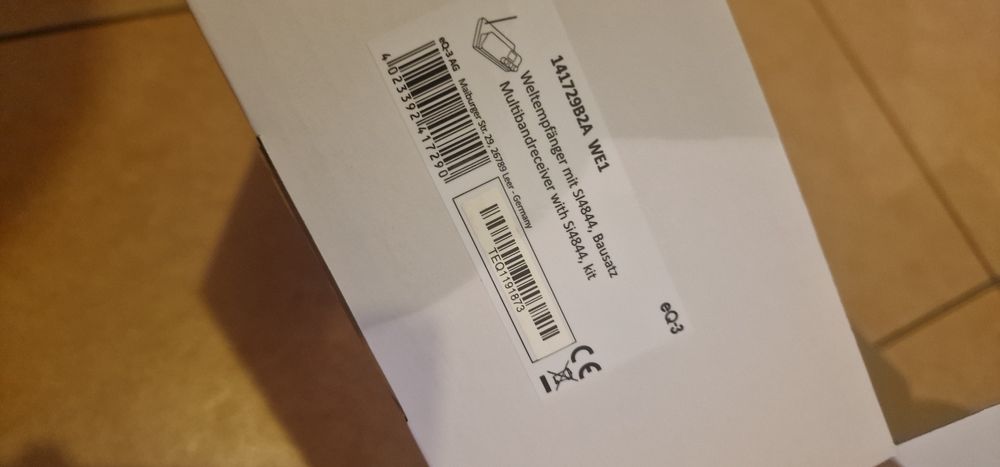 141729B2A WE1
Weltempfänger mit Si4844, Bausatz
Multibandreceiver with Si4844, kit
eQ-3 AG Maiburger Str. 29, 26789 Leer - Germany
4 023392 417290
TEQ1191873
CE
eQ-3